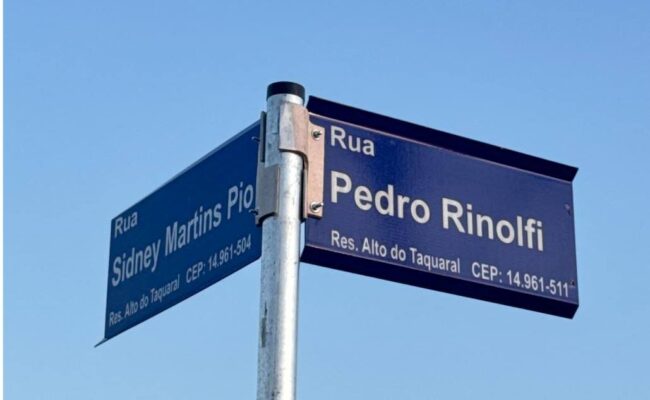 Rua
Sidney Martins Pio
Res. Alto do Taquaral CEP: 14.961-504
Rua
Pedro Rinolfi
Res. Alto do Taquaral CEP: 14.961-511